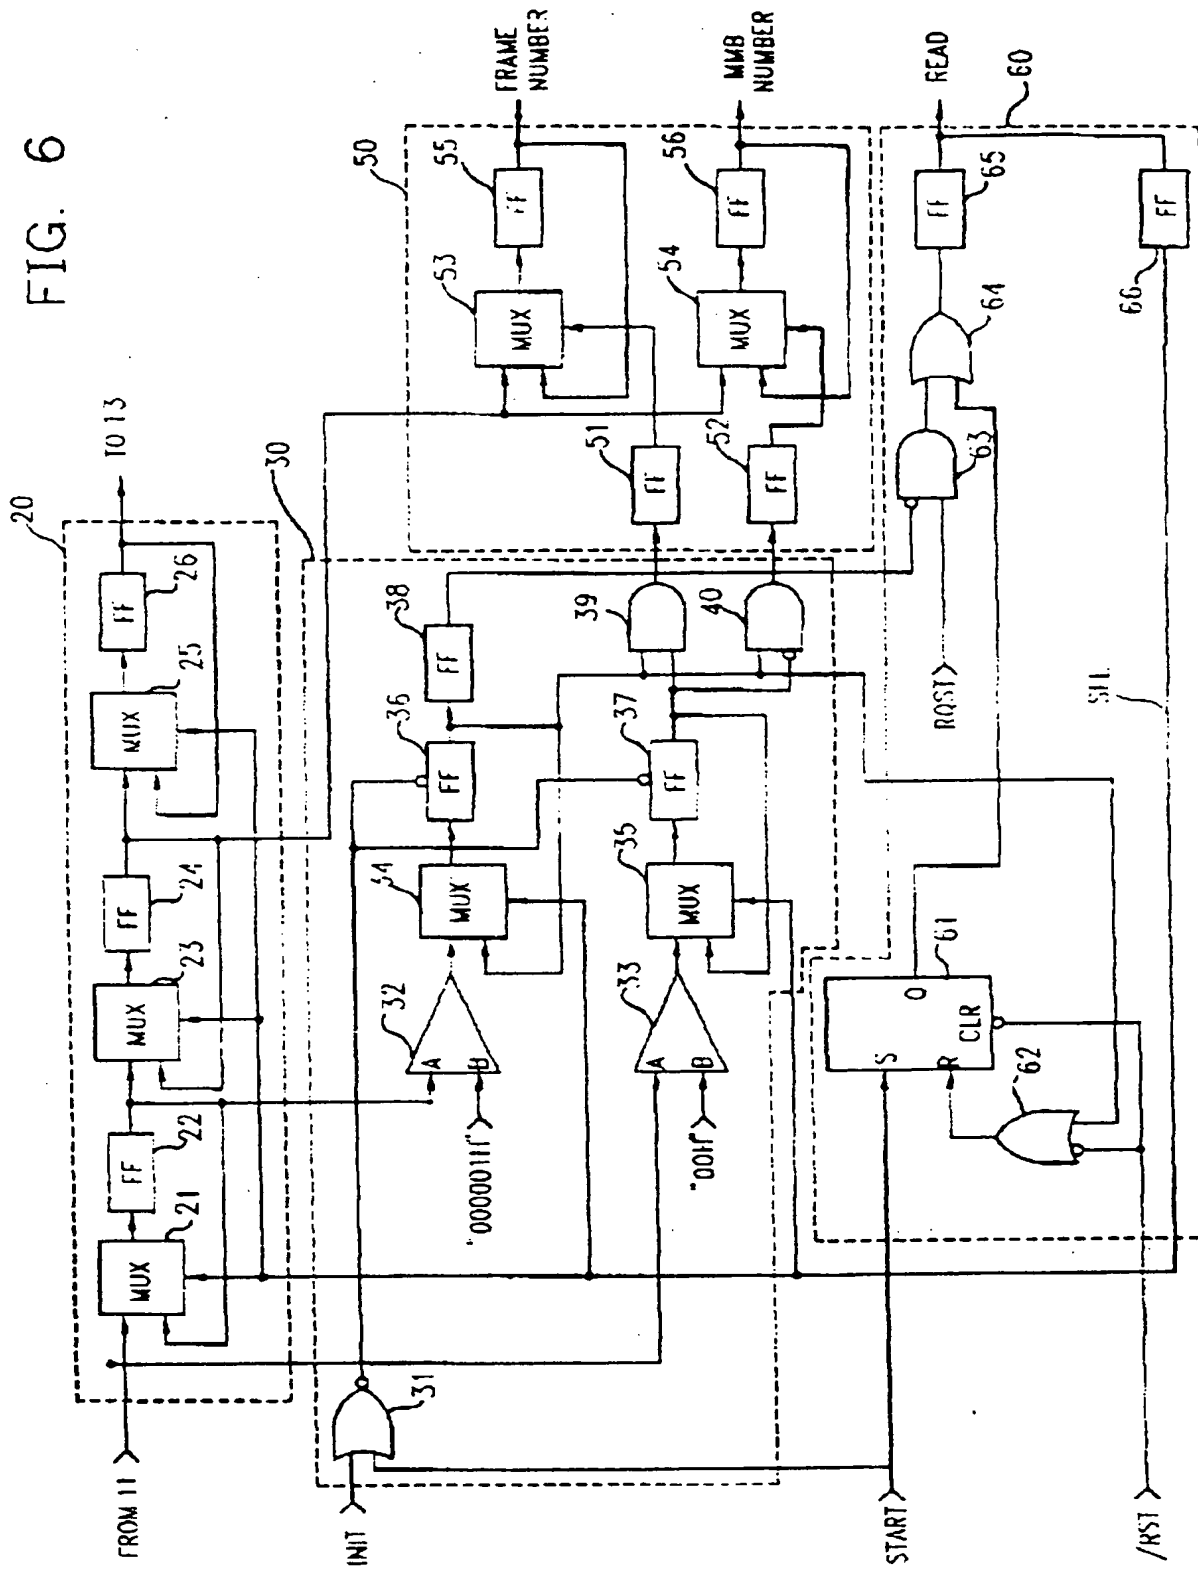 FIG. 6
20
FROM 11
MUX
21
FF
22
MUX
23
FF
24
MUX
25
FF
26
TO 13
30
INIT
31
32
A
B
"00000111"
MUX
34
FF
36
FF
38
33
A
B
"0011"
MUX
35
FF
37
39
40
50
FF
51
FF
52
MUX
53
FF
55
FRAME
NUMBER
MUX
54
FF
56
MMB
NUMBER
START
/RST
S
R
Q
CLR
61
62
RQST
63
64
FF
65
READ
60
FF
66
SEL